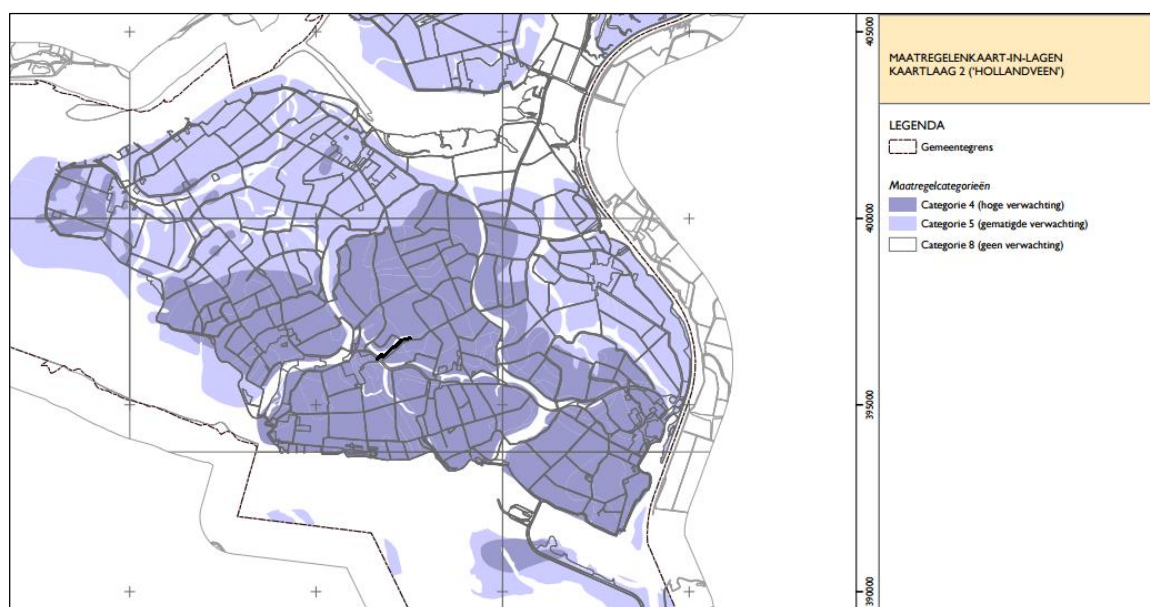 MAATREGELENKAART-IN-LAGEN
KAARTLAAG 2 ('HOLLANDVEEN')
LEGENDA
Gemeentegrens
Maatregelcategorieën
Categorie 4 (hoge verwachting)
Categorie 5 (gematigde verwachting)
Categorie 8 (geen verwachting)
405000
400000
395000
390000